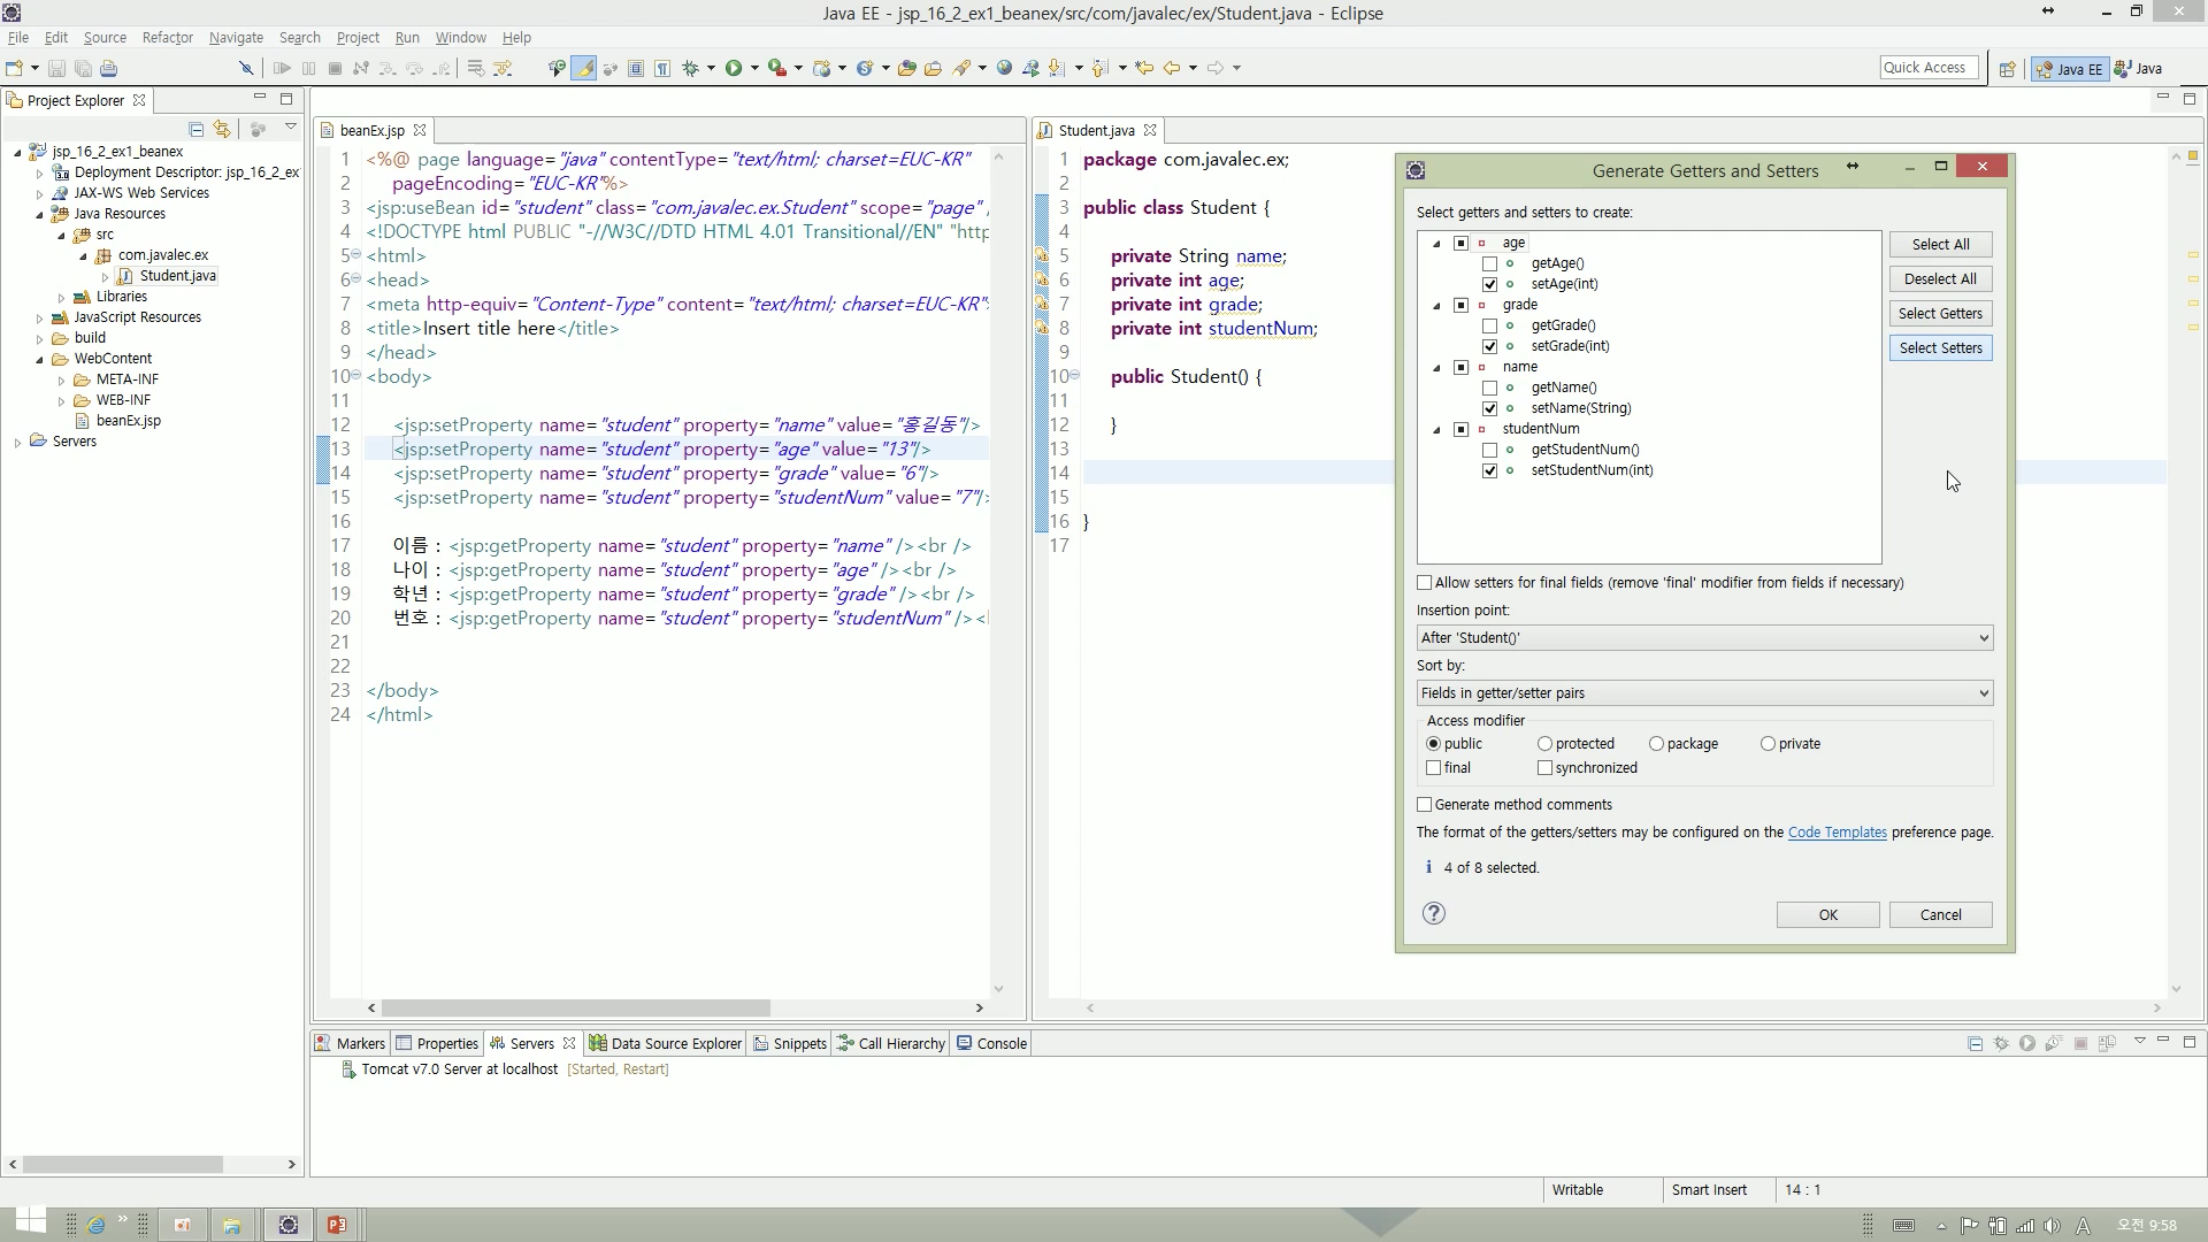 Java EE - jsp_16_2_ex1_beanex/src/com/javalec/ex/Student.java - Eclipse
File Edit Source Refactor Navigate Search Project Run Window Help
Quick Access
Java EE
Java
Project Explorer
jsp_16_2_ex1_beanex
Deployment Descriptor: jsp_16_2_ex
JAX-WS Web Services
Java Resources
src
com.javalec.ex
Student.java
Libraries
JavaScript Resources
build
WebContent
META-INF
WEB-INF
beanEx.jsp
Servers
beanEx.jsp
1 <%@ page language="java" contentType="text/html; charset=EUC-KR"
2 pageEncoding="EUC-KR"%>
3 <jsp:useBean id="student" class="com.javalec.ex.Student" scope="page"
4 <!DOCTYPE html PUBLIC "-//W3C//DTD HTML 4.01 Transitional//EN" "http
5 <html>
6 <head>
7 <meta http-equiv="Content-Type" content="text/html; charset=EUC-KR"
8 <title>Insert title here</title>
9 </head>
10 <body>
11
12 <jsp:setProperty name="student" property="name" value="홍길동"/>
13 <jsp:setProperty name="student" property="age" value="13"/>
14 <jsp:setProperty name="student" property="grade" value="6"/>
15 <jsp:setProperty name="student" property="studentNum" value="7"/>
16
17 이름 : <jsp:getProperty name="student" property="name" /><br />
18 나이 : <jsp:getProperty name="student" property="age" /><br />
19 학년 : <jsp:getProperty name="student" property="grade" /><br />
20 번호 : <jsp:getProperty name="student" property="studentNum" /><
21
22
23 </body>
24 </html>
Student.java
1 package com.javalec.ex;
2
3 public class Student {
4
5 private String name;
6 private int age;
7 private int grade;
8 private int studentNum;
9
10 public Student() {
11
12 }
13
14
15
16 }
17
Generate Getters and Setters
Select getters and setters to create:
age
getAge()
setAge(int)
grade
getGrade()
setGrade(int)
name
getName()
setName(String)
studentNum
getStudentNum()
setStudentNum(int)
Select All
Deselect All
Select Getters
Select Setters
Allow setters for final fields (remove 'final' modifier from fields if necessary)
Insertion point:
After 'Student()'
Sort by:
Fields in getter/setter pairs
Access modifier
public protected package private
final synchronized
Generate method comments
The format of the getters/setters may be configured on the Code Templates preference page.
i 4 of 8 selected.
?
OK
Cancel
Markers Properties Servers Data Source Explorer Snippets Call Hierarchy Console
Tomcat v7.0 Server at localhost [Started, Restart]
Writable
Smart Insert
14 : 1
A
오전 9:58